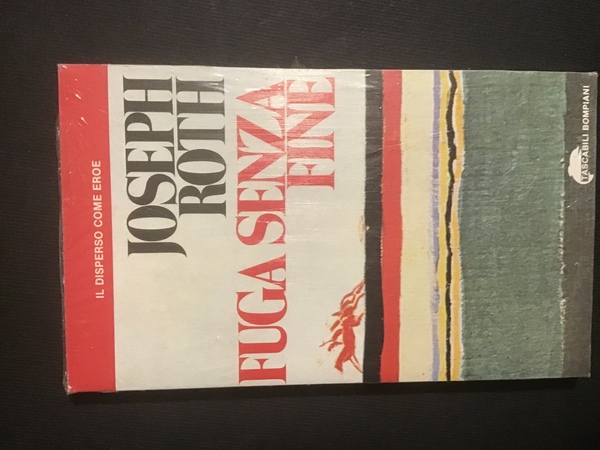 IL DISPERSO COME EROE
JOSEPH
ROTH
FUGA SENZA
FINE
TASCABILI BOMPIANI